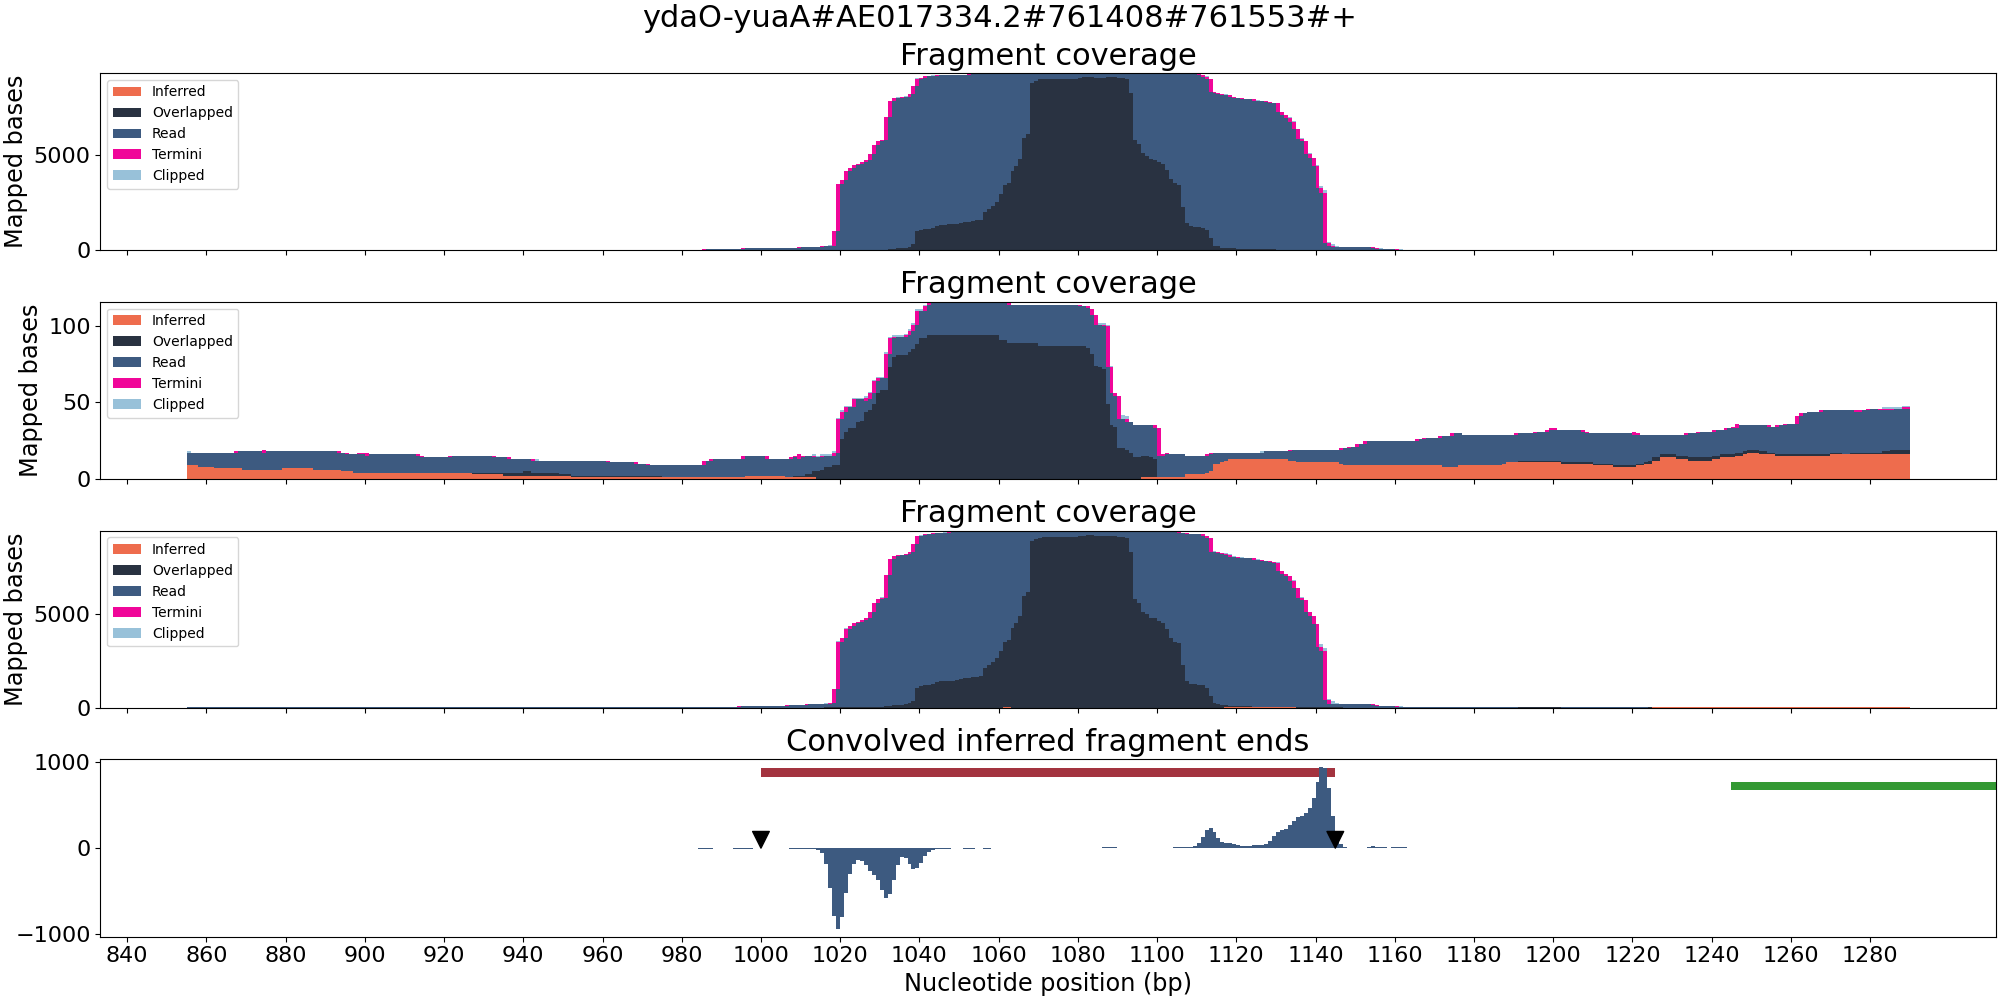 ydaO-yuaA#AE017334.2#761408#761553#+
Fragment coverage
Mapped bases
5000
0
Inferred
Overlapped
Read
Termini
Clipped
Fragment coverage
Mapped bases
100
50
0
Inferred
Overlapped
Read
Termini
Clipped
Fragment coverage
Mapped bases
5000
0
Inferred
Overlapped
Read
Termini
Clipped
Convolved inferred fragment ends
1000
0
−1000
840 860 880 900 920 940 960 980 1000 1020 1040 1060 1080 1100 1120 1140 1160 1180 1200 1220 1240 1260 1280
Nucleotide position (bp)